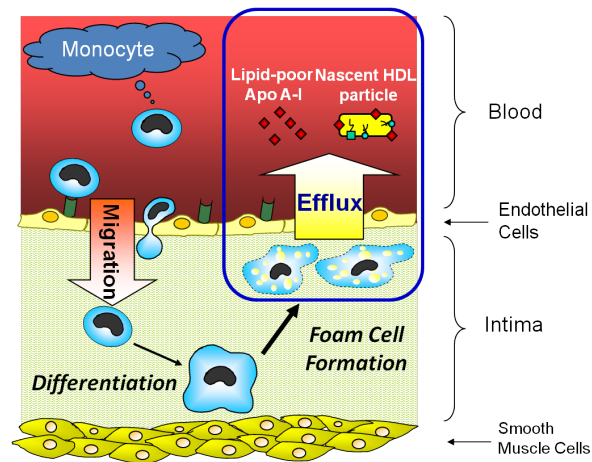 Monocyte
Lipid-poor Nascent HDL
Apo A-I particle
Efflux
Migration
Blood
Endothelial
Cells
Foam Cell
Formation
Differentiation
Intima
Smooth
Muscle Cells